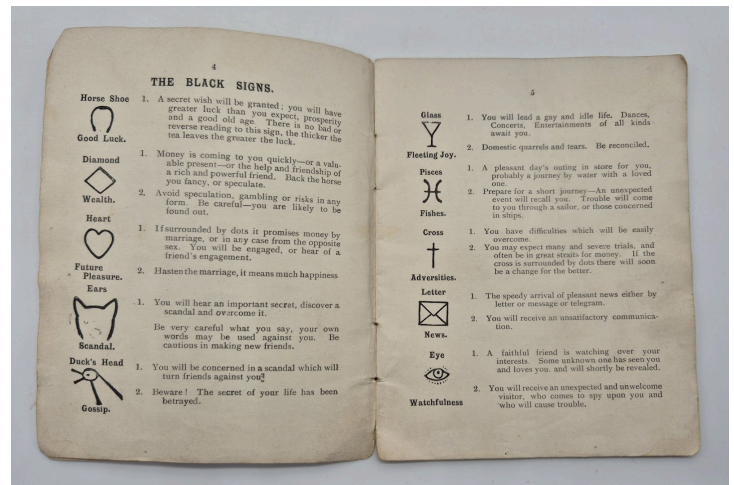 4
THE BLACK SIGNS.
Horse Shoe
Good Luck.
1. A secret wish will be granted; you will have
greater luck than you expect, prosperity
and a good old age. There is no bad or
reverse reading to this sign, the thicker the
tea leaves the greater the luck.
Diamond
Wealth.
1. Money is coming to you quickly—or a valu-
able present—or the help and friendship of
a rich and powerful friend. Back the horse
you fancy, or speculate.
2. Avoid speculation, gambling or risks in any
form. Be careful—you are likely to be
found out.
Heart
Future
Pleasure.
1. If surrounded by dots it promises money by
marriage, or in any case from the opposite
sex. You will be engaged, or hear of a
friend's engagement.
2. Hasten the marriage, it means much happiness
Ears
Scandal.
1. You will hear an important secret, discover a
scandal and overcome it.
Be very careful what you say, your own
words may be used against you. Be
cautious in making new friends.
Duck's Head
Gossip.
1. You will be concerned in a scandal which will
turn friends against you
2. Beware! The secret of your life has been
betrayed.
5
Glass
Fleeting Joy.
1. You will lead a gay and idle life. Dances,
Concerts, Entertainments of all kinds
await you.
2. Domestic quarrels and tears. Be reconciled.
Pisces
Fishes.
1. A pleasant day's outing in store for you,
probably a journey by water with a loved
one.
2. Prepare for a short journey—An unexpected
event will recall you. Trouble will come
to you through a sailor, or those concerned
in ships.
Cross
Adversities.
1. You have difficulties which will be easily
overcome.
2. You may expect many and severe trials, and
often be in great straits for money. If the
cross is surrounded by dots there will soon
be a change for the better.
Letter
News.
1. The speedy arrival of pleasant news either by
letter or message or telegram.
2. You will receive an unsatifactory communica-
tion.
Eye
Watchfulness
1. A faithful friend is watching over your
interests. Some unknown one has seen you
and loves you, and will shortly be revealed.
2. You will receive an unexpected and unwelcome
visitor, who comes to spy upon you and
who will cause trouble.